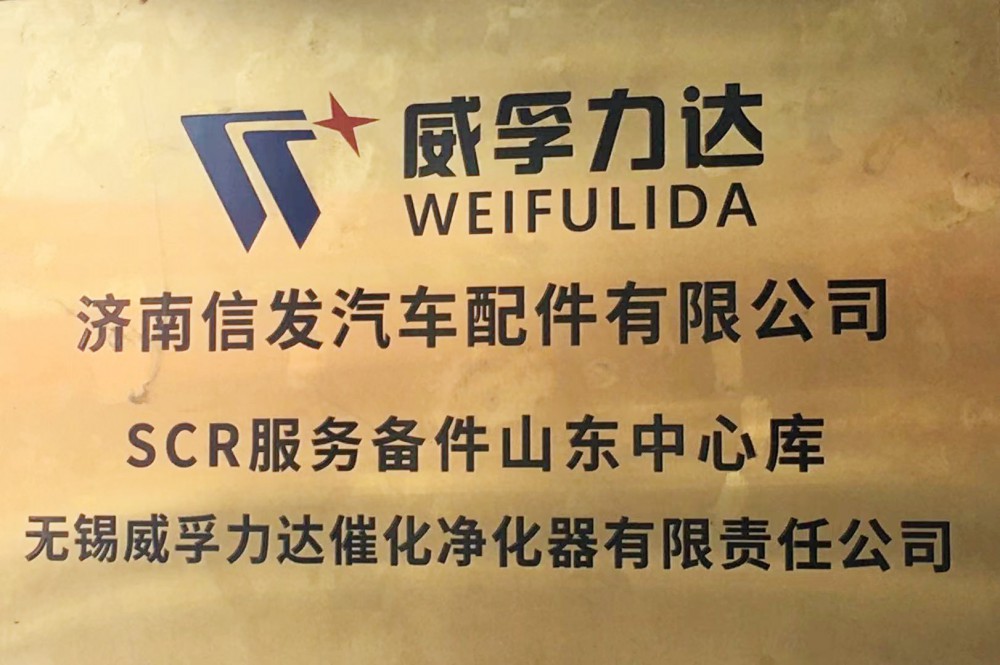 威孚力达
WEIFULIDA
济南信发汽车配件有限公司
SCR服务备件山东中心库
无锡威孚力达催化净化器有限责任公司